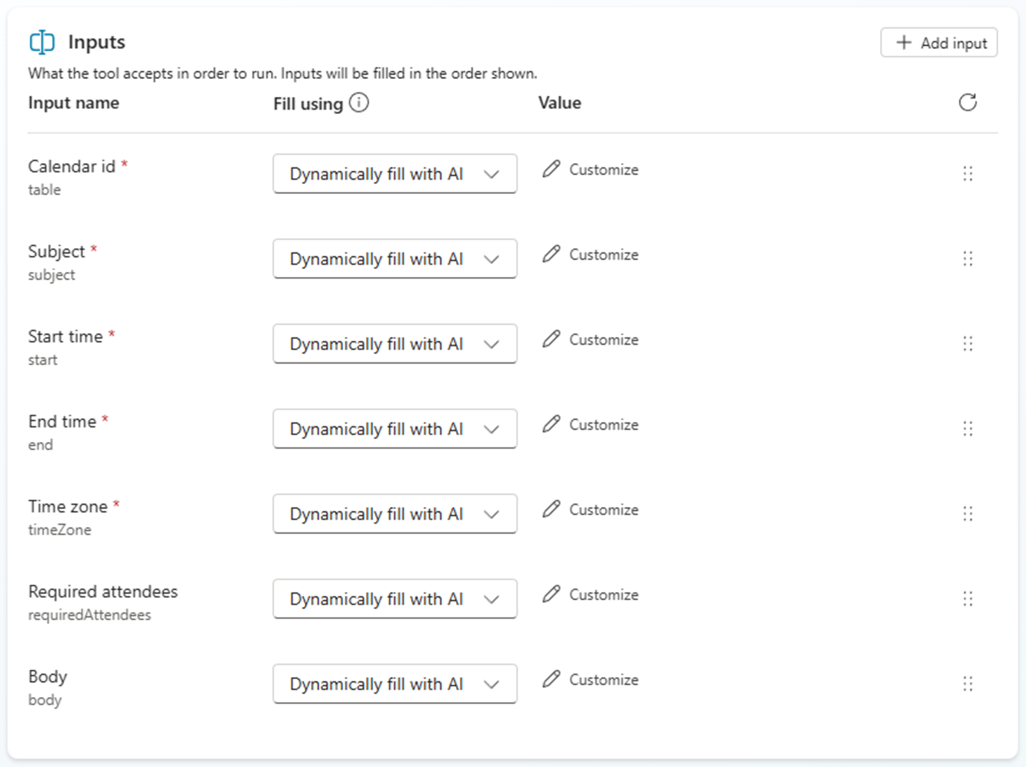 Inputs
+ Add input
What the tool accepts in order to run. Inputs will be filled in the order shown.
Input name Fill using Value
Calendar id * Dynamically fill with AI Customize
table
Subject * Dynamically fill with AI Customize
subject
Start time * Dynamically fill with AI Customize
start
End time * Dynamically fill with AI Customize
end
Time zone * Dynamically fill with AI Customize
timeZone
Required attendees Dynamically fill with AI Customize
requiredAttendees
Body Dynamically fill with AI Customize
body